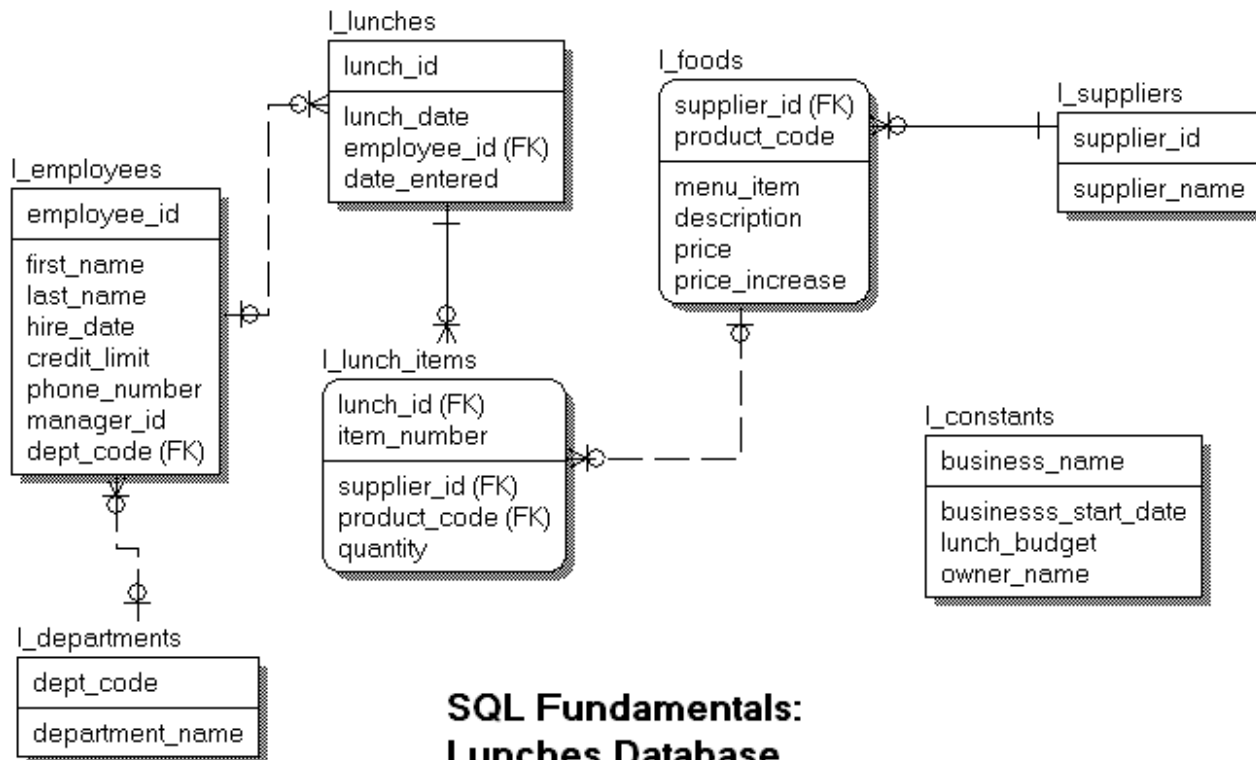 l_lunches
lunch_id
lunch_date
employee_id (FK)
date_entered
l_foods
supplier_id (FK)
product_code
menu_item
description
price
price_increase
l_suppliers
supplier_id
supplier_name
l_employees
employee_id
first_name
last_name
hire_date
credit_limit
phone_number
manager_id
dept_code (FK)
l_lunch_items
lunch_id (FK)
item_number
supplier_id (FK)
product_code (FK)
quantity
l_constants
business_name
businesss_start_date
lunch_budget
owner_name
l_departments
dept_code
department_name
SQL Fundamentals:
Lunches Database